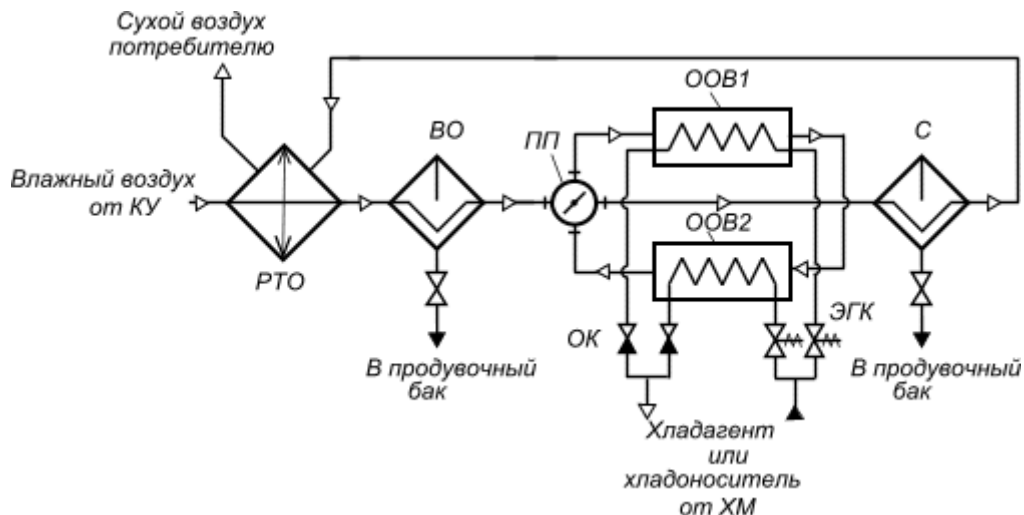 Сухой воздух
потребителю
ООВ1
ВО
ПП
С
Влажный воздух
от КУ
РТО
ООВ2
ЭГК
ОК
В продувочный
бак
В продувочный
бак
Хладагент
или
хладоноситель
от ХМ